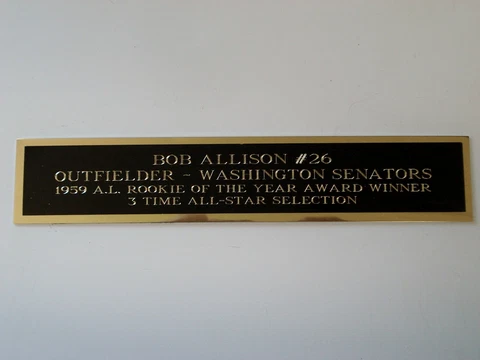 BOB ALLISON #26
OUTFIELDER - WASHINGTON SENATORS
1959 A.L. ROOKIE OF THE YEAR AWARD WINNER
3 TIME ALL-STAR SELECTION